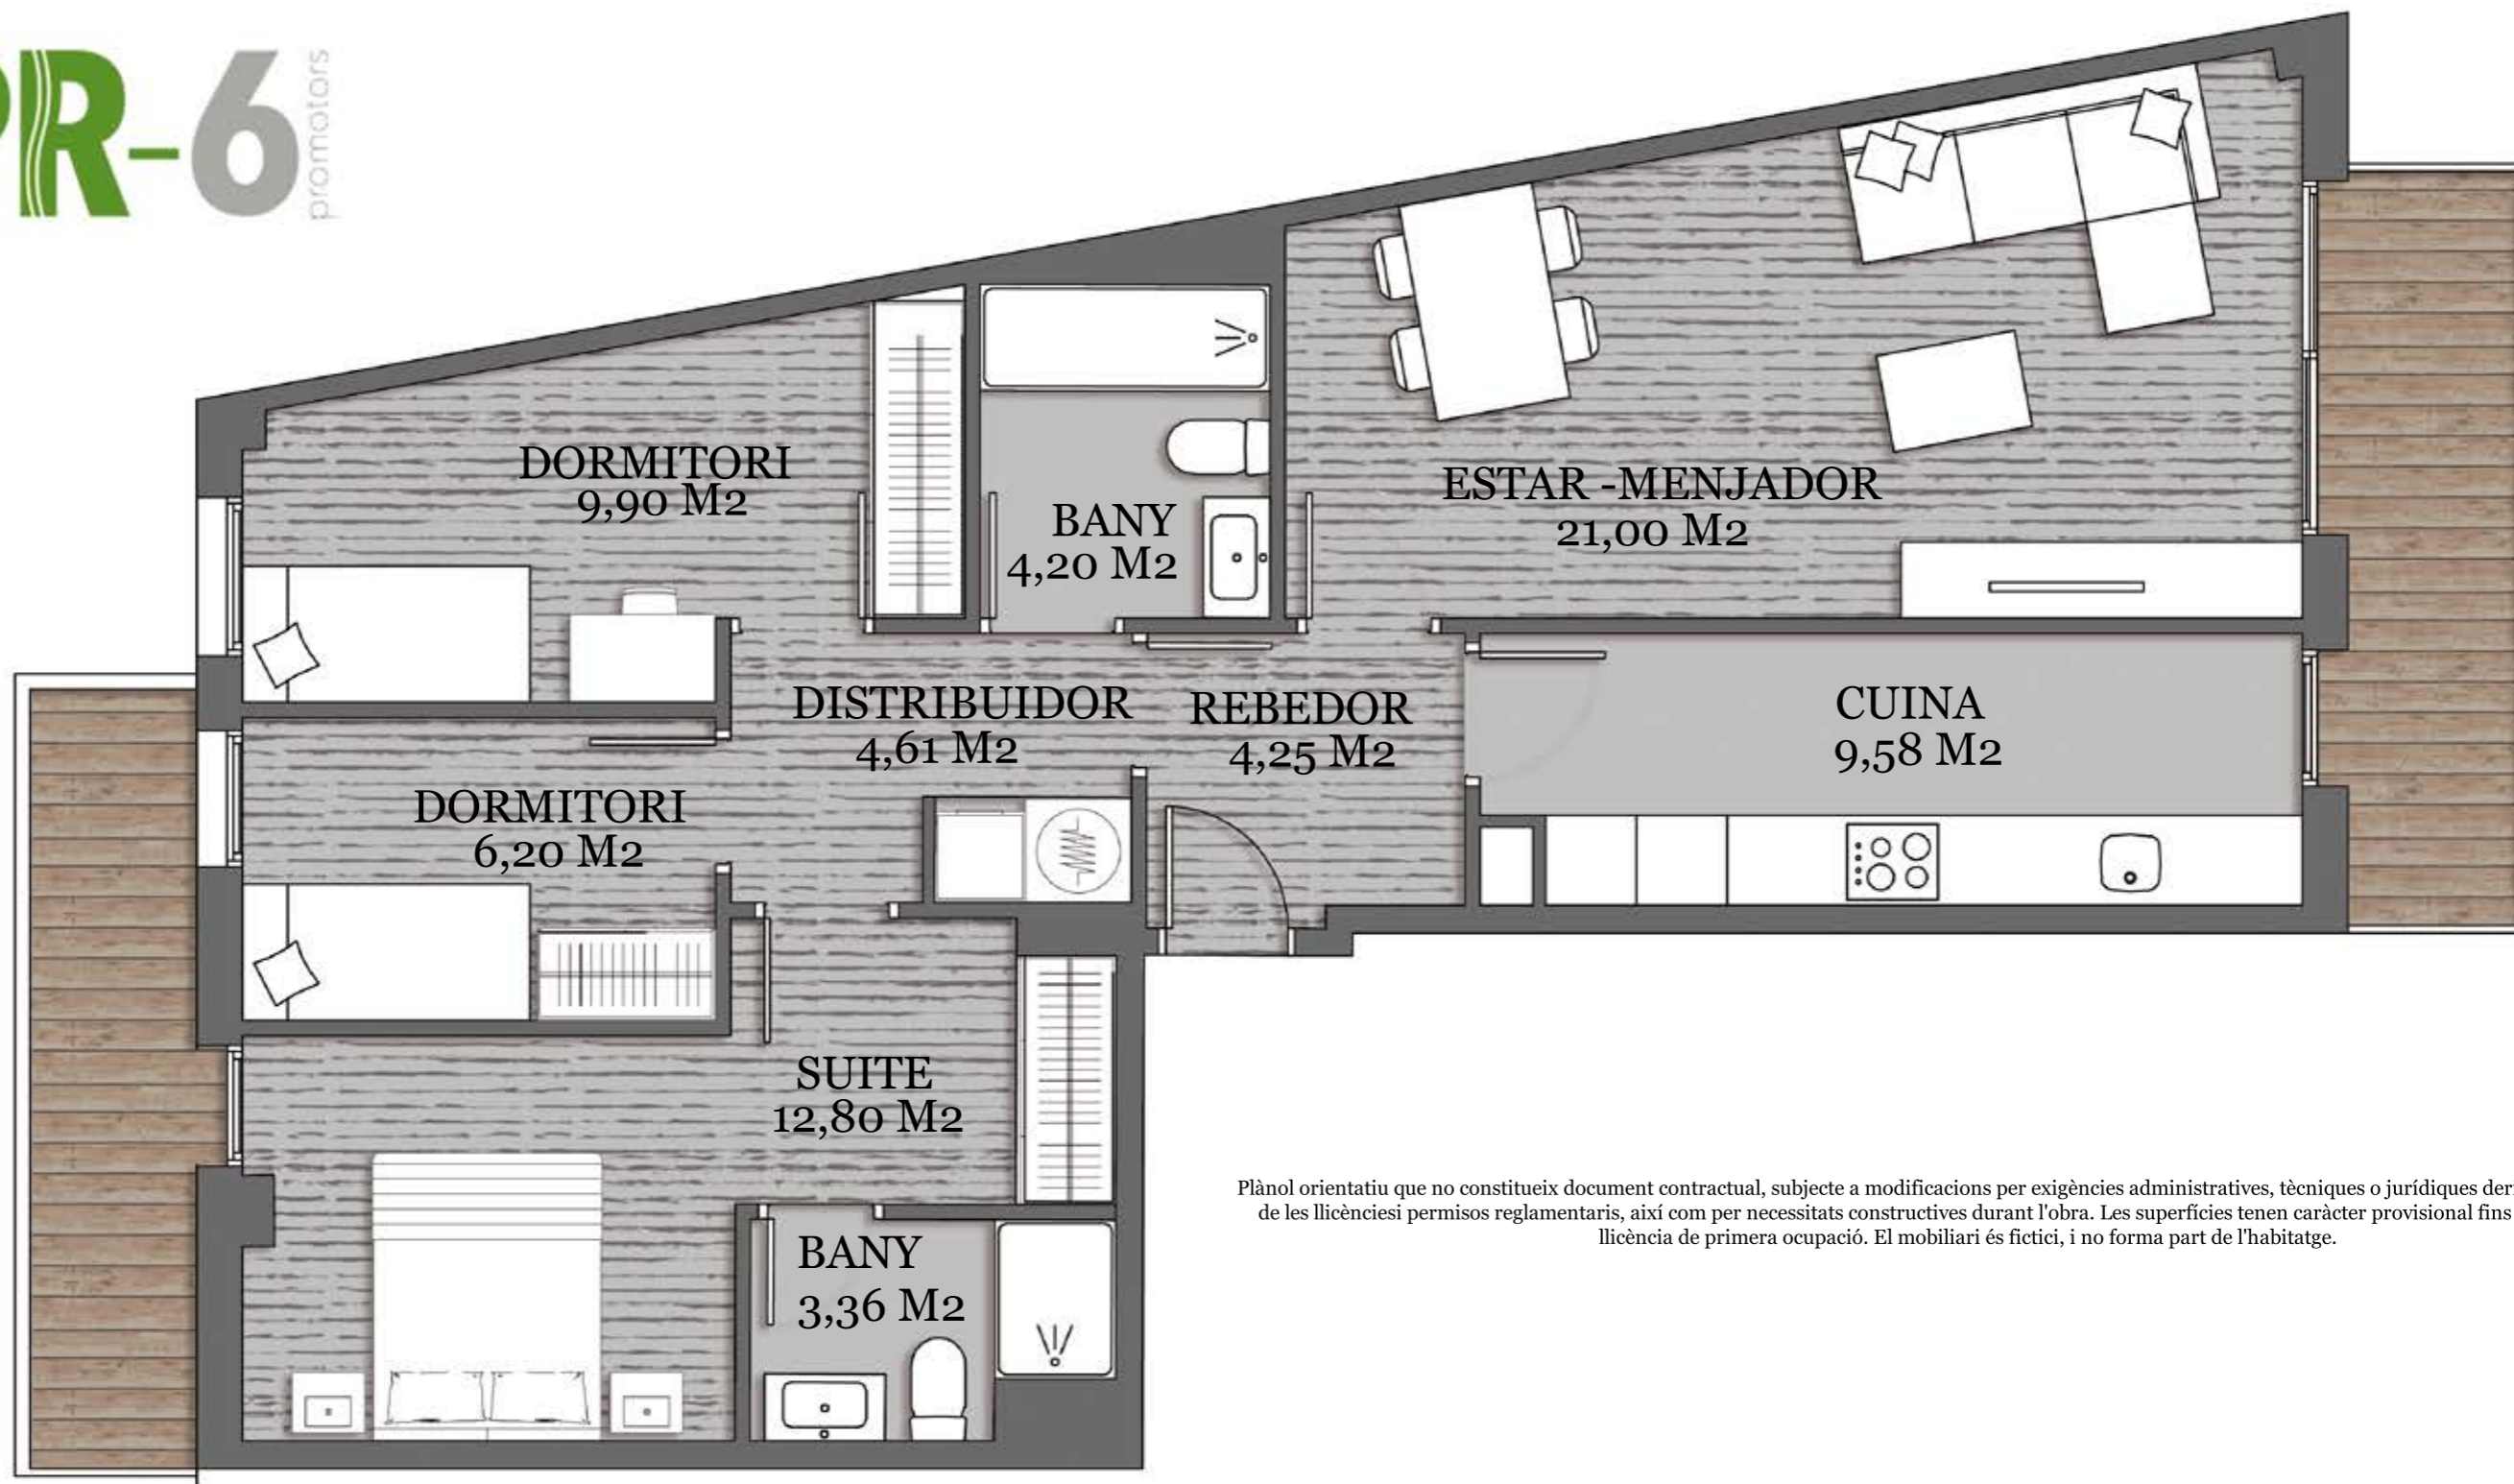 PR-6
promotors
DORMITORI
9,90 M2
BANY
4,20 M2
ESTAR -MENJADOR
21,00 M2
DISTRIBUIDOR
4,61 M2
REBEDOR
4,25 M2
CUINA
9,58 M2
DORMITORI
6,20 M2
SUITE
12,80 M2
BANY
3,36 M2
Plànol orientatiu que no constitueix document contractual, subjecte a modificacions per exigències administratives, tècniques o jurídiques
de les llicènciesi permisos reglamentaris, així com per necessitats constructives durant l'obra. Les superfícies tenen caràcter provisional fins
llicència de primera ocupació. El mobiliari és fictici, i no forma part de l'habitatge.